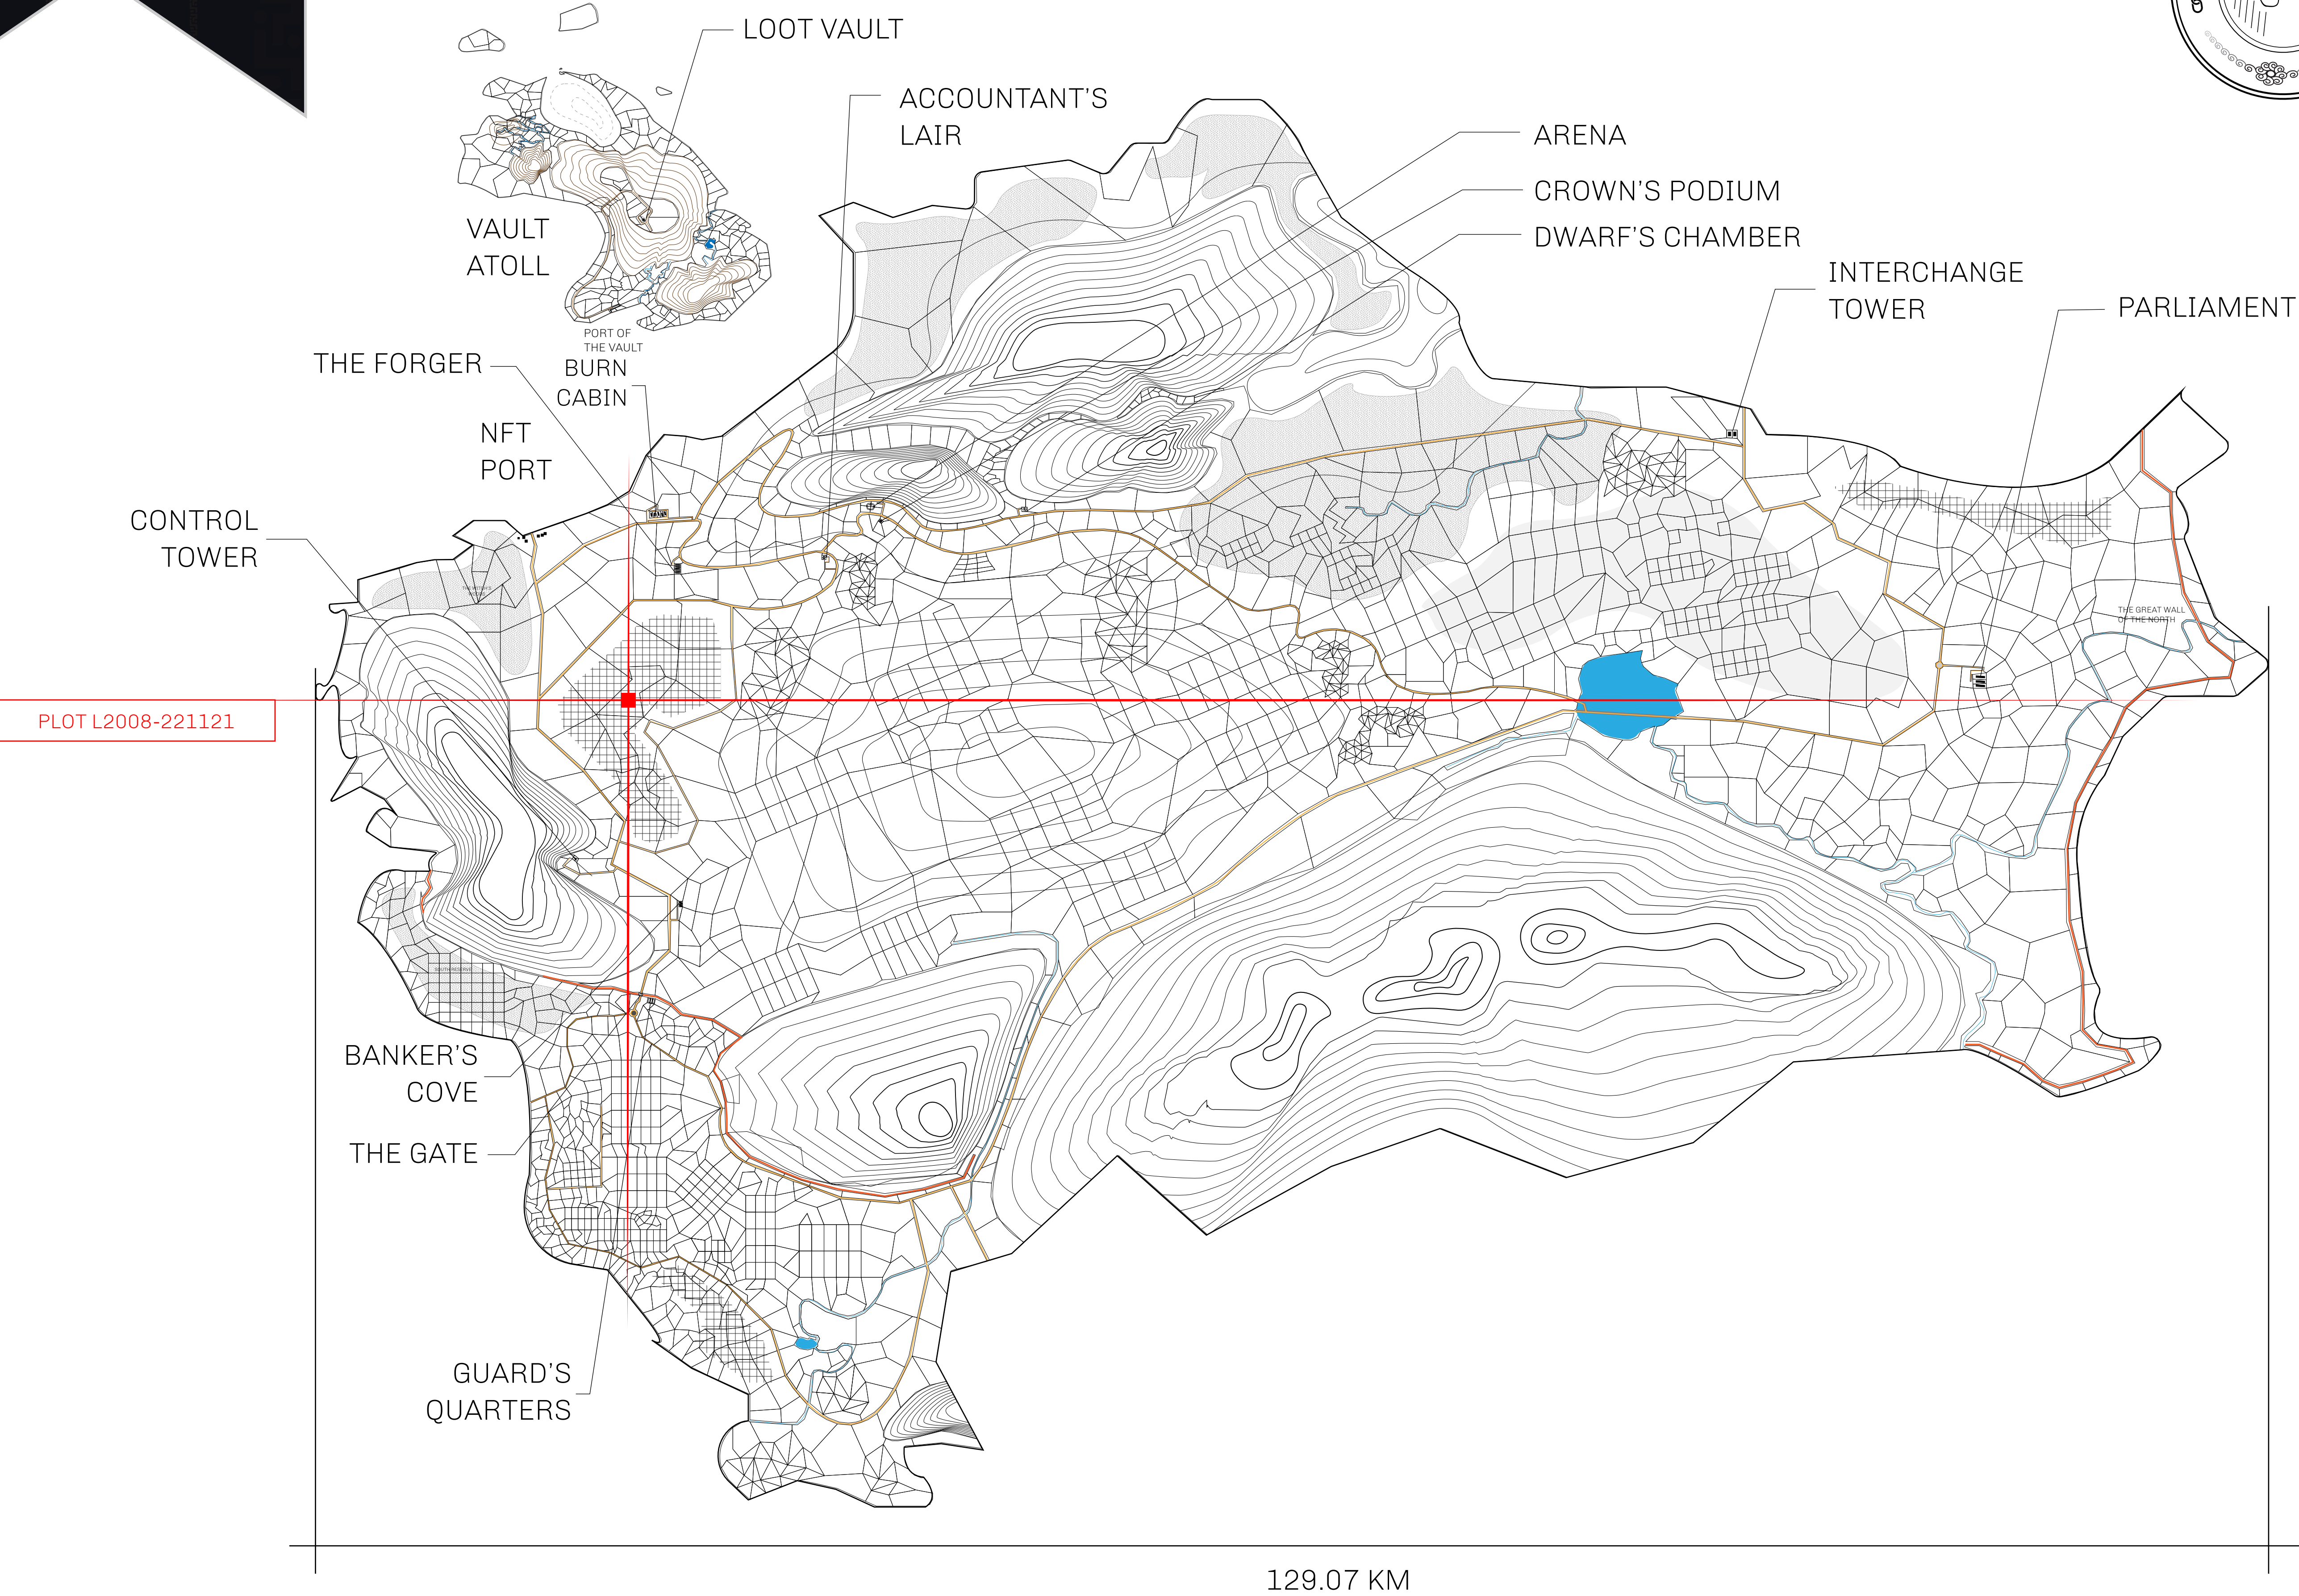 LOOT VAULT
ACCOUNTANT'S
LAIR
ARENA
CROWN'S PODIUM
DWARF'S CHAMBER
VAULT
ATOLL
INTERCHANGE
TOWER
PARLIAMENT
PORT OF
THE VAULT
THE FORGER
BURN
CABIN
NFT
PORT
CONTROL
TOWER
THE GREAT WALL
OF THE NORTH
PLOT L2008-221121
SOUTH RESERVE
BANKER'S
COVE
THE GATE
GUARD'S
QUARTERS
129.07 KM